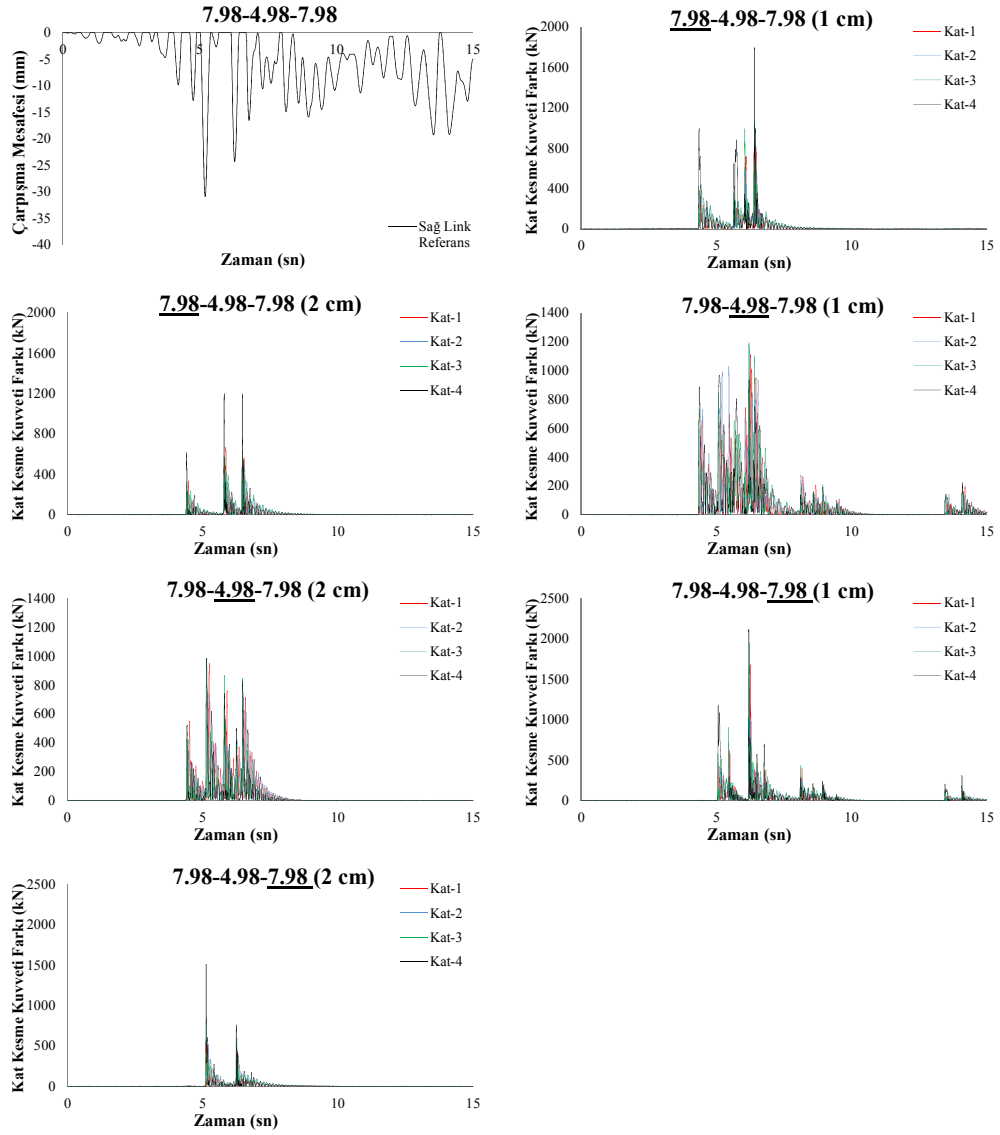 7.98-4.98-7.98
Çarpışma Mesafesi (mm)
0
-5
-10
-15
-20
-25
-30
-35
-40
0 5 10 15
Sağ Link
Referans
Zaman (sn)
7.98-4.98-7.98 (1 cm)
Kat Kesme Kuvveti Farkı (kN)
2000
1600
1200
800
400
0
0 5 10 15
Zaman (sn)
Kat-1
Kat-2
Kat-3
Kat-4
7.98-4.98-7.98 (2 cm)
Kat Kesme Kuvveti Farkı (kN)
2000
1600
1200
800
400
0
0 5 10 15
Zaman (sn)
Kat-1
Kat-2
Kat-3
Kat-4
7.98-4.98-7.98 (1 cm)
Kat Kesme Kuvveti Farkı (kN)
1400
1200
1000
800
600
400
200
0
0 5 10 15
Zaman (sn)
Kat-1
Kat-2
Kat-3
Kat-4
7.98-4.98-7.98 (2 cm)
Kat Kesme Kuvveti Farkı (kN)
1400
1200
1000
800
600
400
200
0
0 5 10 15
Zaman (sn)
Kat-1
Kat-2
Kat-3
Kat-4
7.98-4.98-7.98 (1 cm)
Kat Kesme Kuvveti Farkı (kN)
2500
2000
1500
1000
500
0
0 5 10 15
Zaman (sn)
Kat-1
Kat-2
Kat-3
Kat-4
7.98-4.98-7.98 (2 cm)
Kat Kesme Kuvveti Farkı (kN)
2500
2000
1500
1000
500
0
0 5 10 15
Zaman (sn)
Kat-1
Kat-2
Kat-3
Kat-4